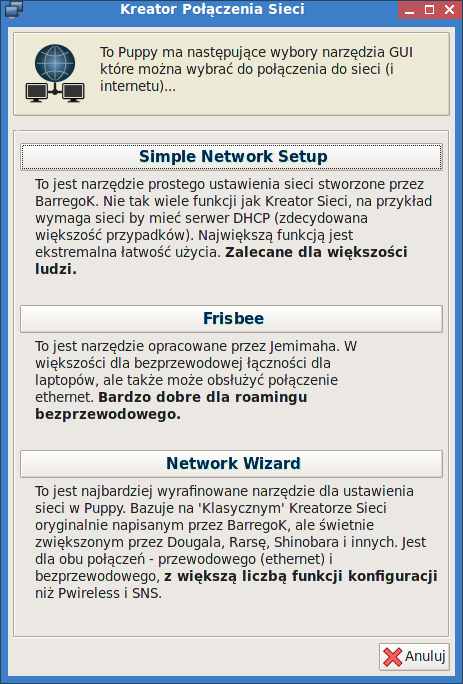 Kreator Połączenia Sieci
To Puppy ma następujące wybory narzędzia GUI
które można wybrać do połączenia do sieci (i
internetu)...
Simple Network Setup
To jest narzędzie prostego ustawienia sieci stworzone przez
BarregoK. Nie tak wiele funkcji jak Kreator Sieci, na przykład
wymaga sieci by mieć serwer DHCP (zdecydowana
większość przypadków). Największą funkcją jest
ekstremalna łatwość użycia. Zalecane dla większości
ludzi.
Frisbee
To jest narzędzie opracowane przez Jemimaha. W
większości dla bezprzewodowej łączności dla
laptopów, ale także może obsłużyć połączenie
ethernet. Bardzo dobre dla roamingu
bezprzewodowego.
Network Wizard
To jest najbardziej wyrafinowane narzędzie dla ustawienia
sieci w Puppy. Bazuje na 'Klasycznym' Kreatorze Sieci
oryginalnie napisanym przez BarregoK, ale świetnie
zwiększonym przez Dougala, Rarsę, Shinobara i innych. Jest
dla obu połączeń - przewodowego (ethernet) i
bezprzewodowego, z większą liczbą funkcji konfiguracji
niż Pwireless i SNS.
Anuluj